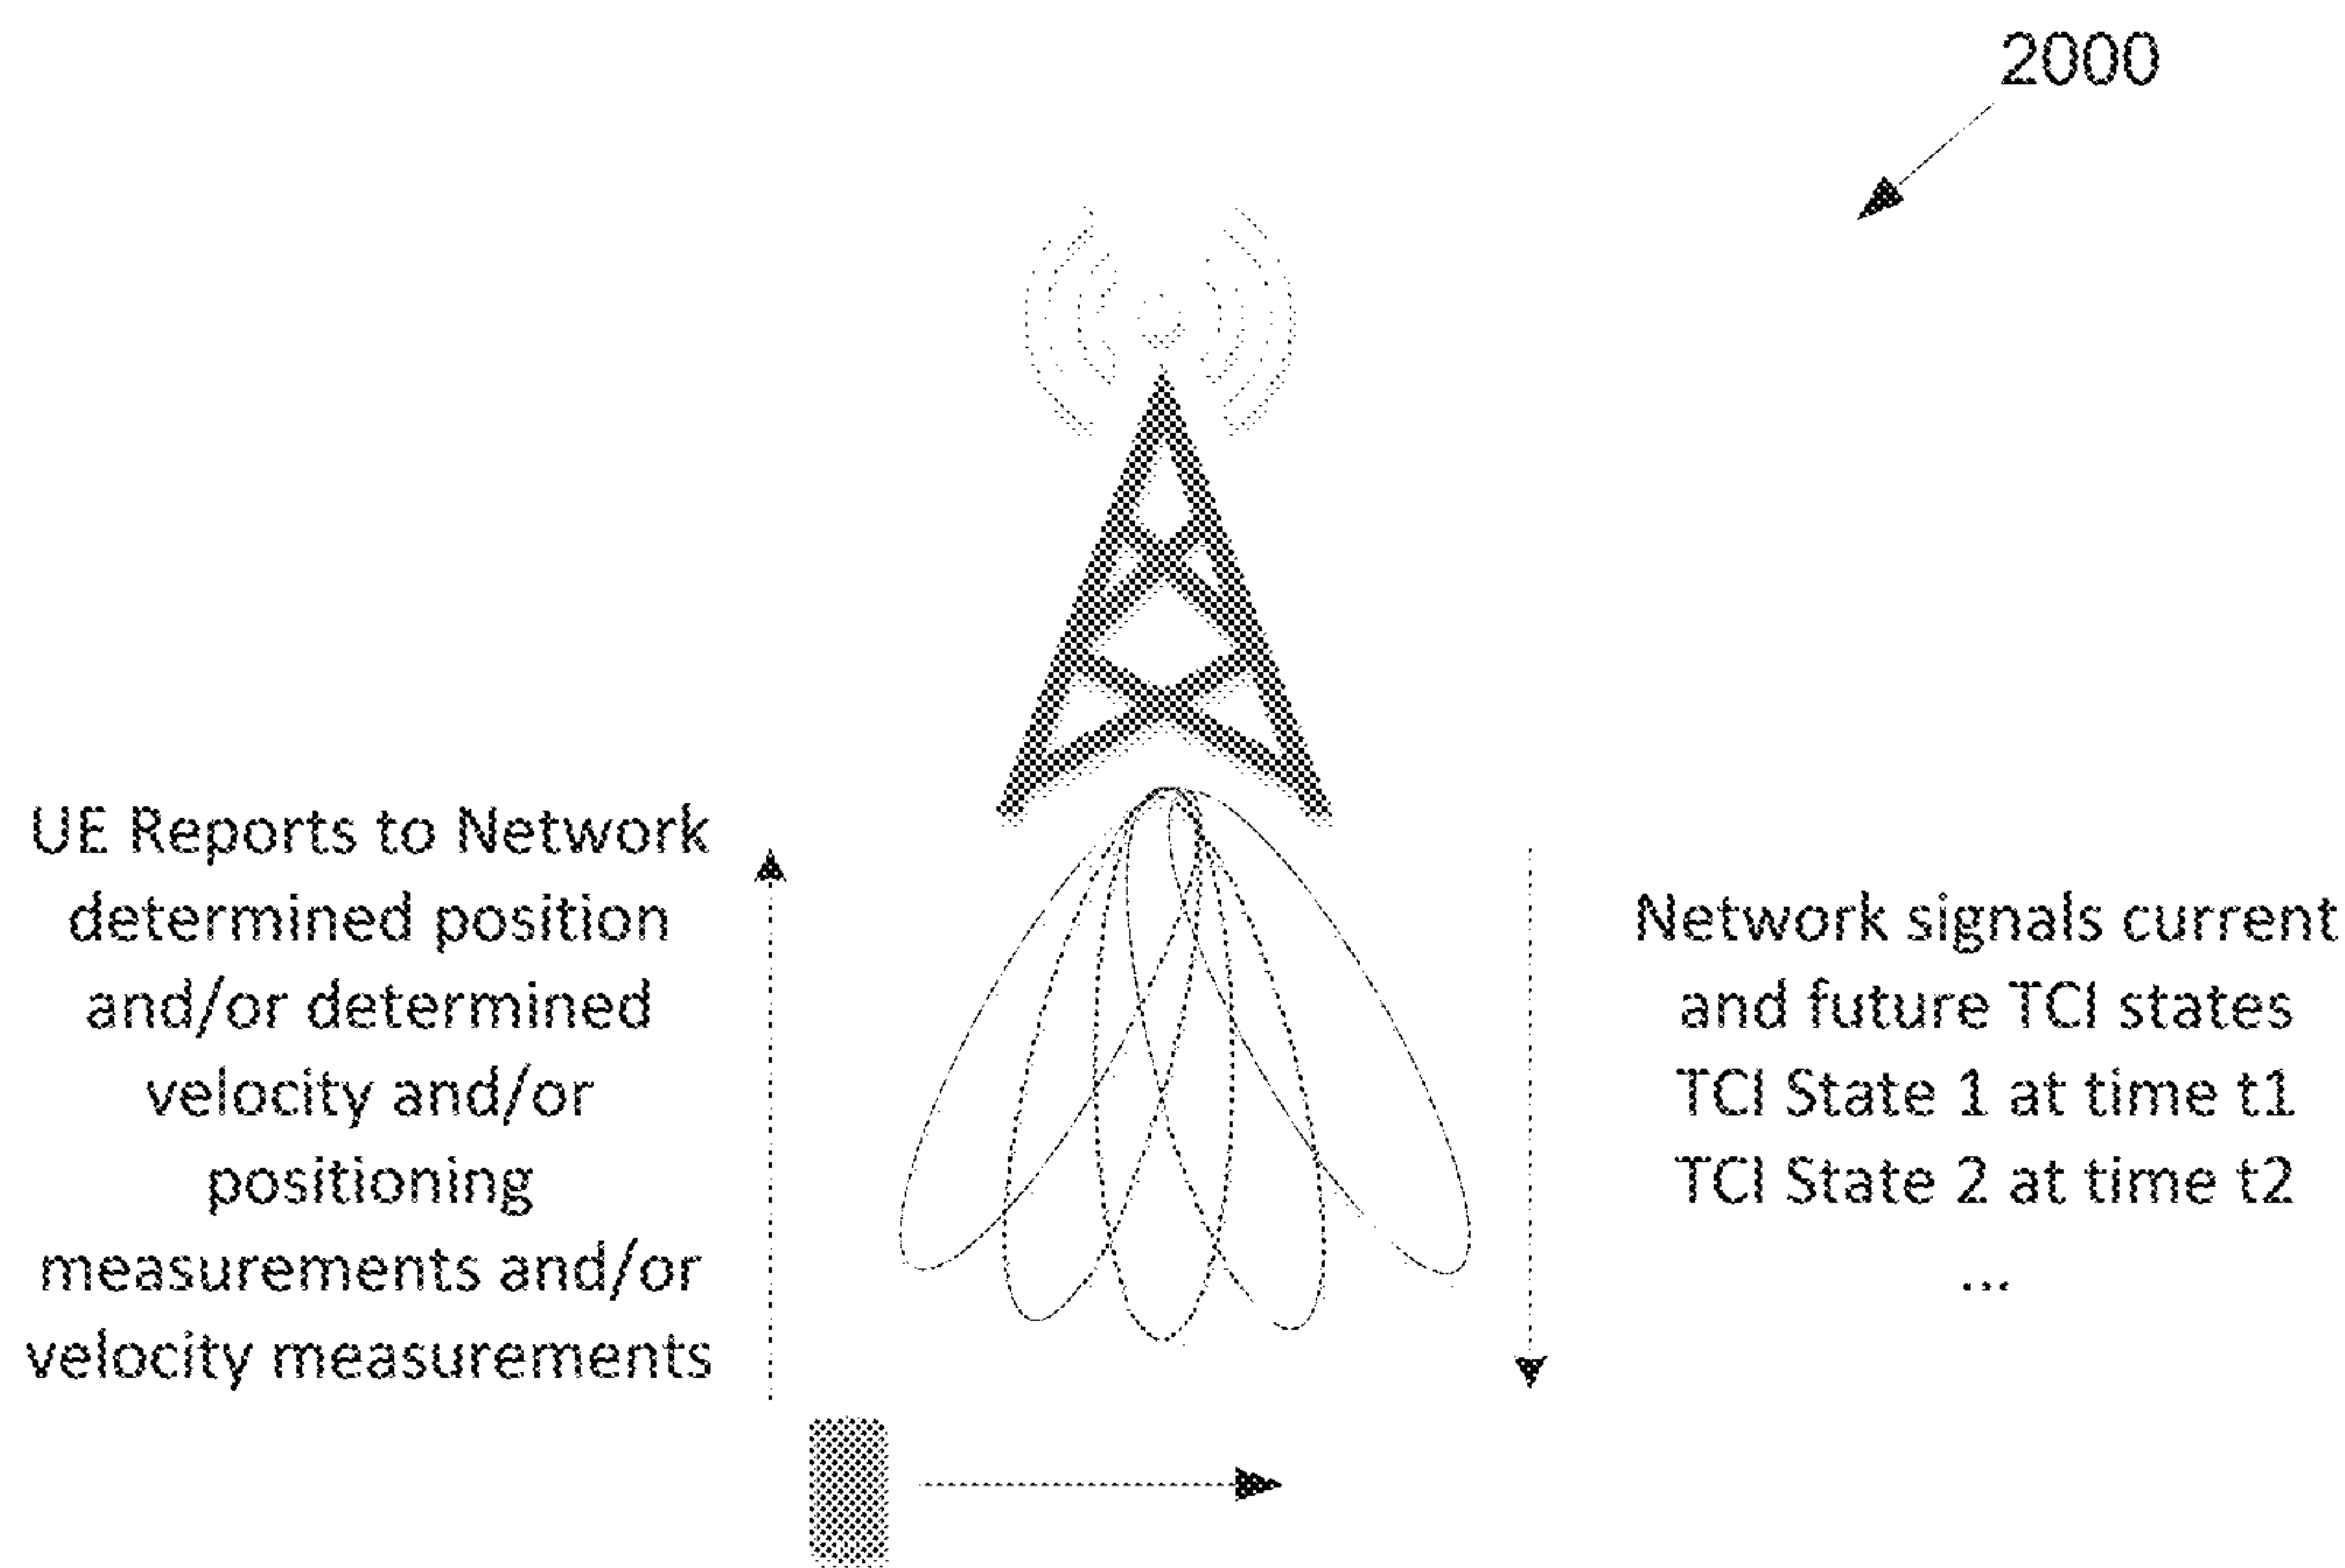 2000
UE Reports to Network
determined position
and/or determined
velocity and/or
positioning
measurements and/or
velocity measurements
Network signals current
and future TCI states
TCI State 1 at time t1
TCI State 2 at time t2
...